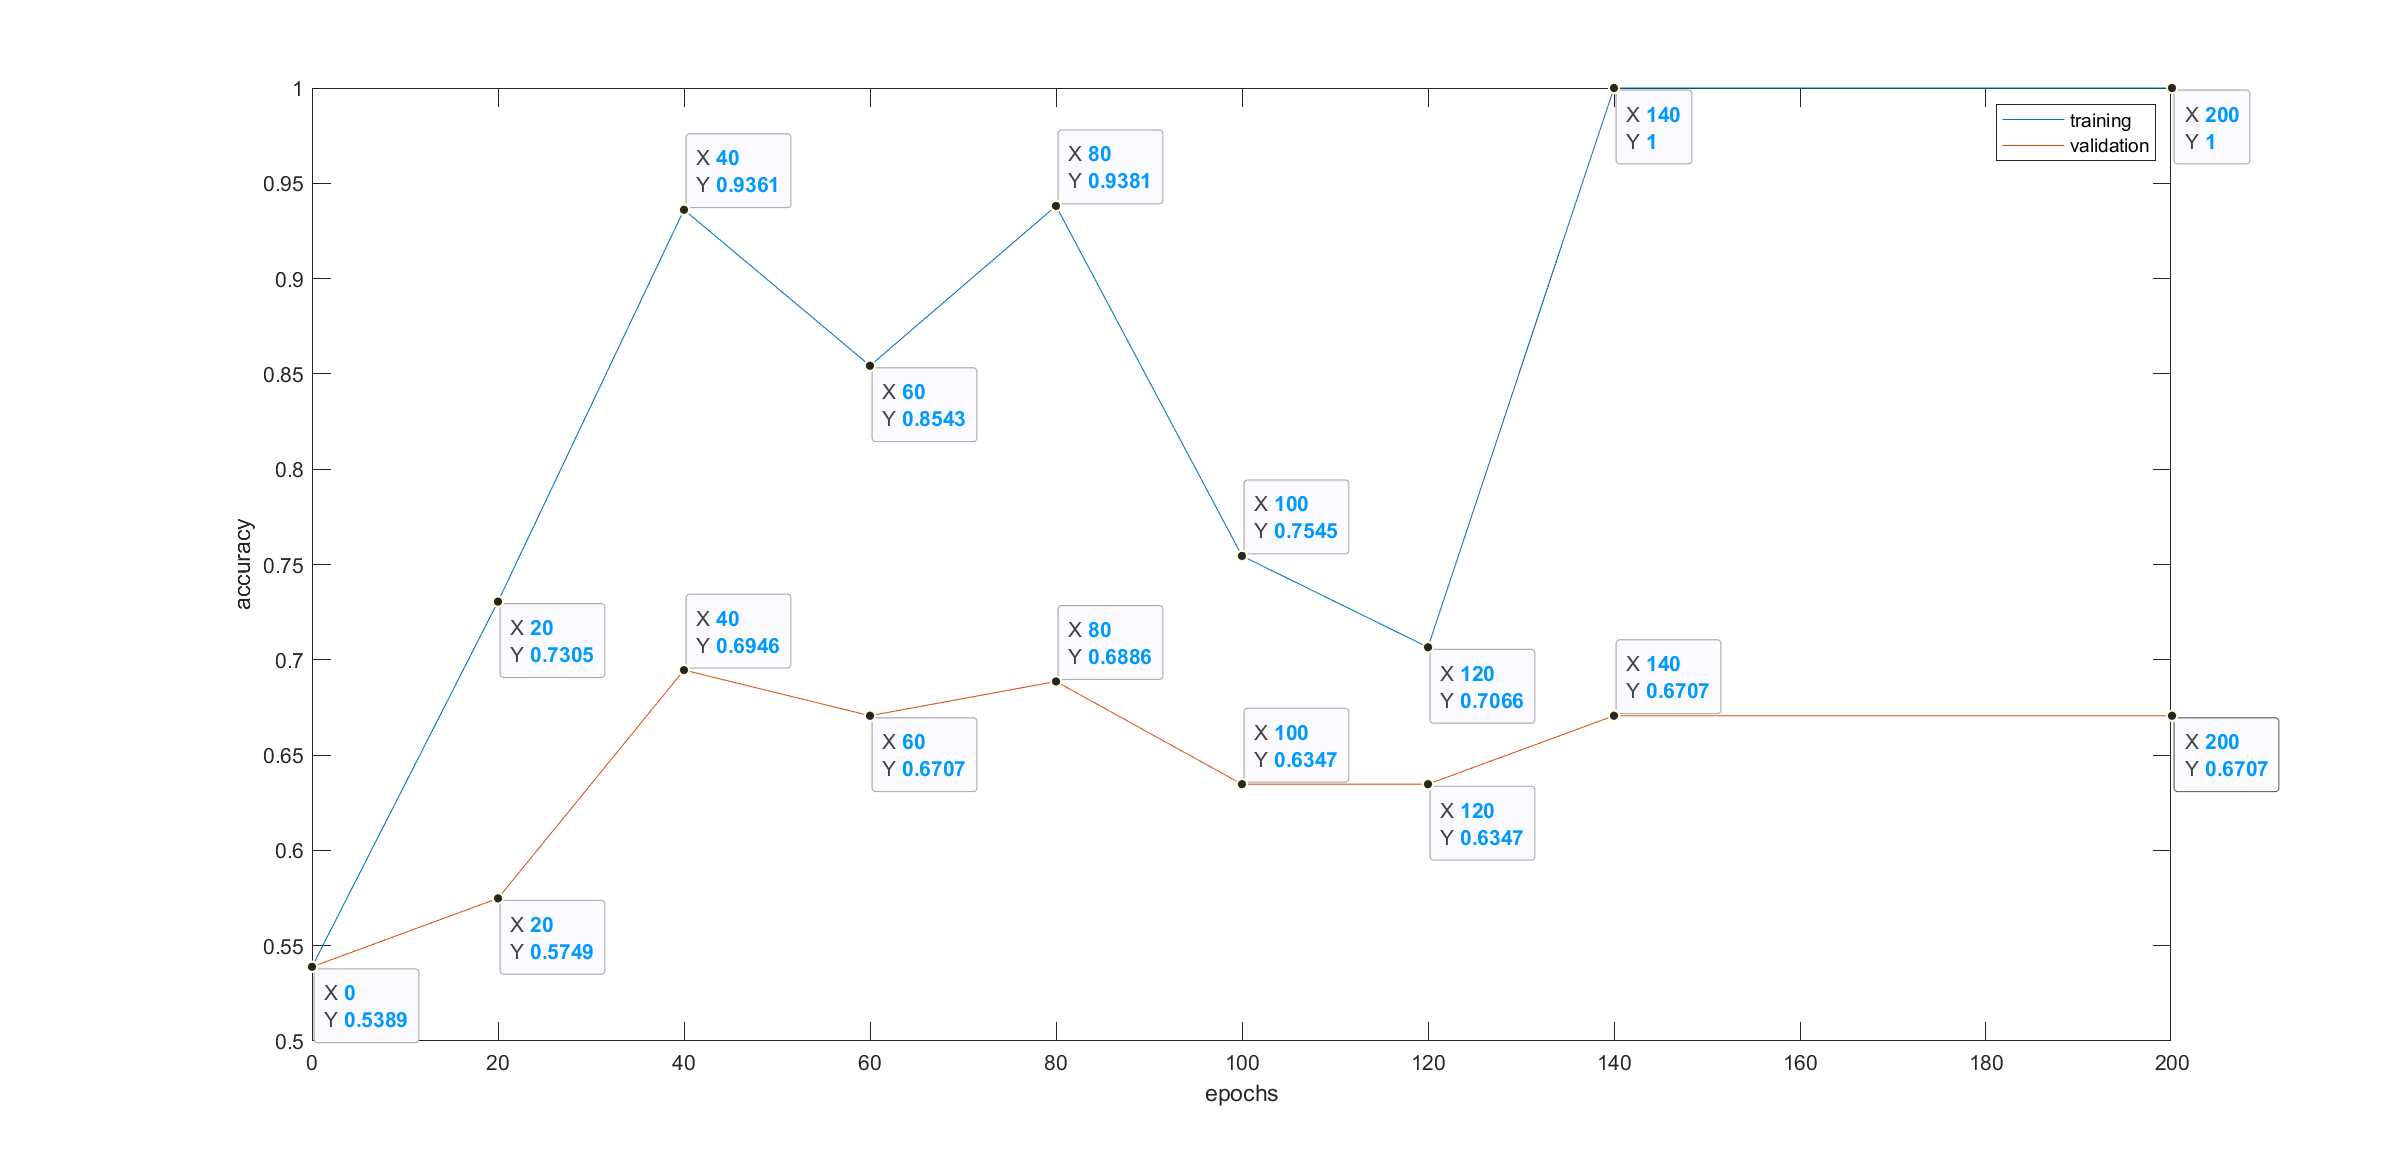 1
0.95
0.9
0.85
0.8
0.75
0.7
0.65
0.6
0.55
0.5
accuracy
0
20
40
60
80
100
120
140
160
180
200
epochs
training
validation
X 0
Y 0.5389
X 20
Y 0.7305
X 40
Y 0.9361
X 60
Y 0.8543
X 80
Y 0.9381
X 100
Y 0.7545
X 120
Y 0.7066
X 140
Y 1
X 200
Y 1
X 20
Y 0.5749
X 40
Y 0.6946
X 60
Y 0.6707
X 80
Y 0.6886
X 100
Y 0.6347
X 120
Y 0.6347
X 140
Y 0.6707
X 200
Y 0.6707